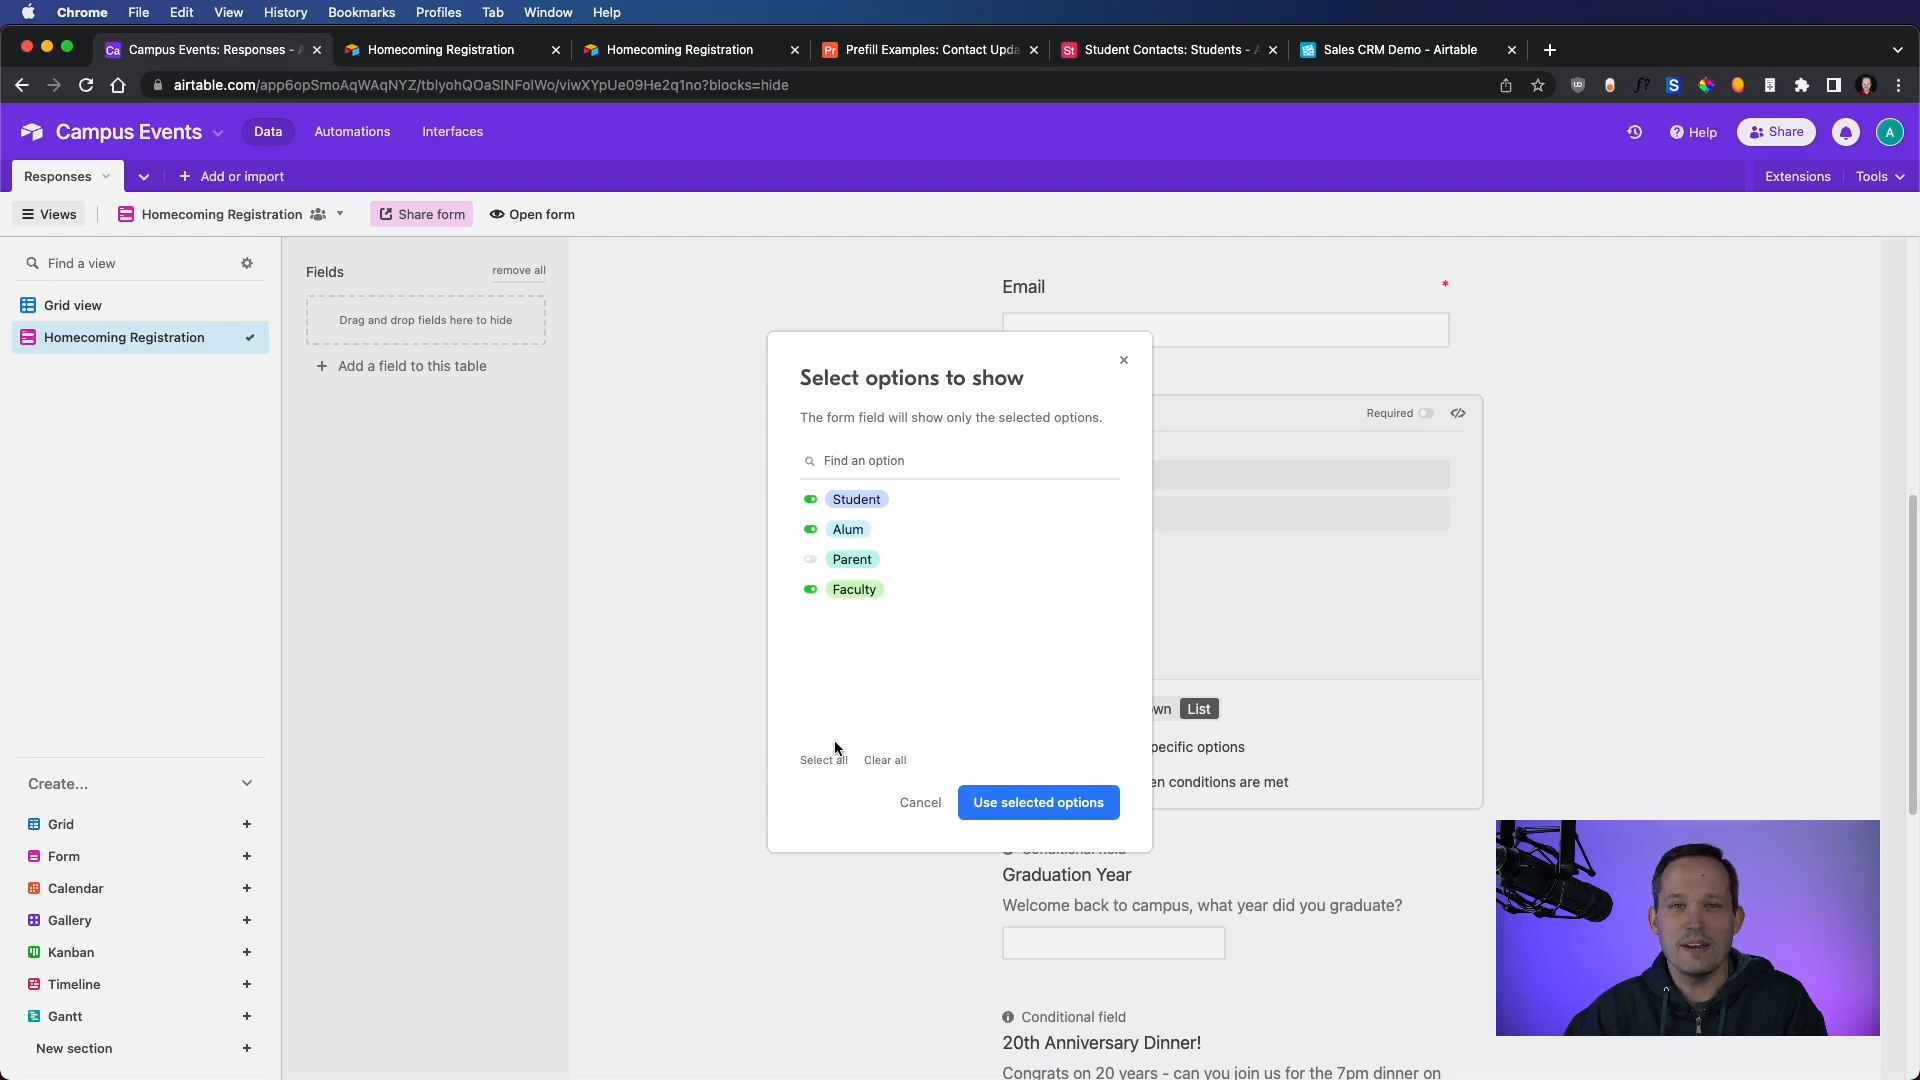 Chrome File Edit View History Bookmarks Profiles Tab Window Help
Campus Events: Responses - A
Homecoming Registration
Homecoming Registration
Prefill Examples: Contact Upda
Student Contacts: Students - A
Sales CRM Demo - Airtable
airtable.com/app6opSmoAqWAqNYZ/tblyohQOaSINFolWo/viwXYpUe09He2q1no?blocks=hide
Campus Events Data Automations Interfaces Help Share A
Responses Add or import Extensions Tools
Views Homecoming Registration Share form Open form
Find a view
Grid view
Homecoming Registration
Create...
Grid
Form
Calendar
Gallery
Kanban
Timeline
Gantt
New section
Fields remove all
Drag and drop fields here to hide
Add a field to this table
Email *
Required
Select options to show
The form field will show only the selected options.
Find an option
Student
Alum
Parent
Faculty
Select all Clear all
Cancel Use selected options
own List
pecific options
en conditions are met
Conditional field
Graduation Year
Welcome back to campus, what year did you graduate?
Conditional field
20th Anniversary Dinner!
Congrats on 20 years - can you join us for the 7pm dinner on